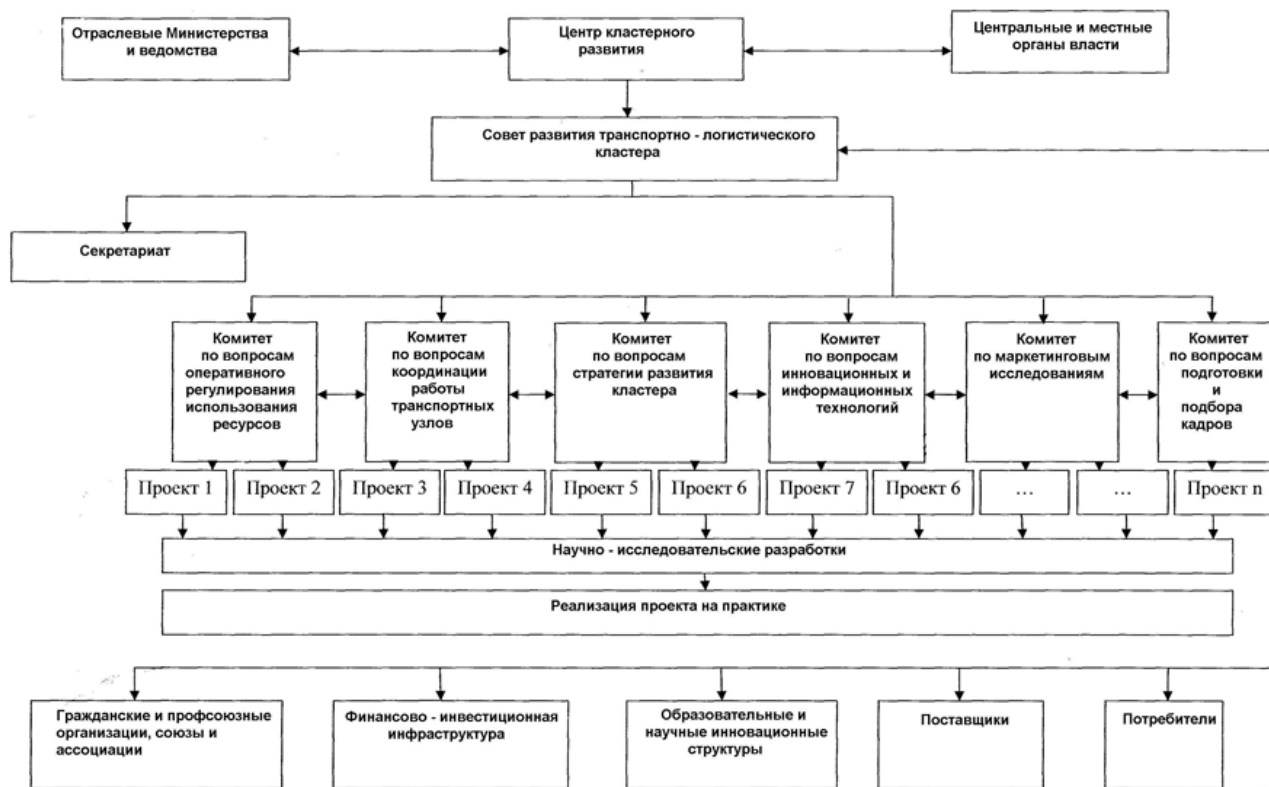 Отраслевые Министерства
и ведомства
Центр кластерного
развития
Центральные и местные
органы власти
Совет развития транспортно - логистического
кластера
Секретариат
Комитет
по вопросам
оперативного
регулирования
использования
ресурсов
Комитет
по вопросам
координации
работы
транспортных
узлов
Комитет
по вопросам
стратегии развития
кластера
Комитет
по вопросам
инновационных и
информационных
технологий
Комитет
по маркетинговым
исследованиям
Комитет
по вопросам
подготовки
и
подбора
кадров
Проект 1
Проект 2
Проект 3
Проект 4
Проект 5
Проект 6
Проект 7
Проект 6
...
...
Проект n
Научно - исследовательские разработки
Реализация проекта на практике
Гражданские и профсоюзные
организации, союзы и
ассоциации
Финансово - инвестиционная
инфраструктура
Образовательные и
научные инновационные
структуры
Поставщики
Потребители